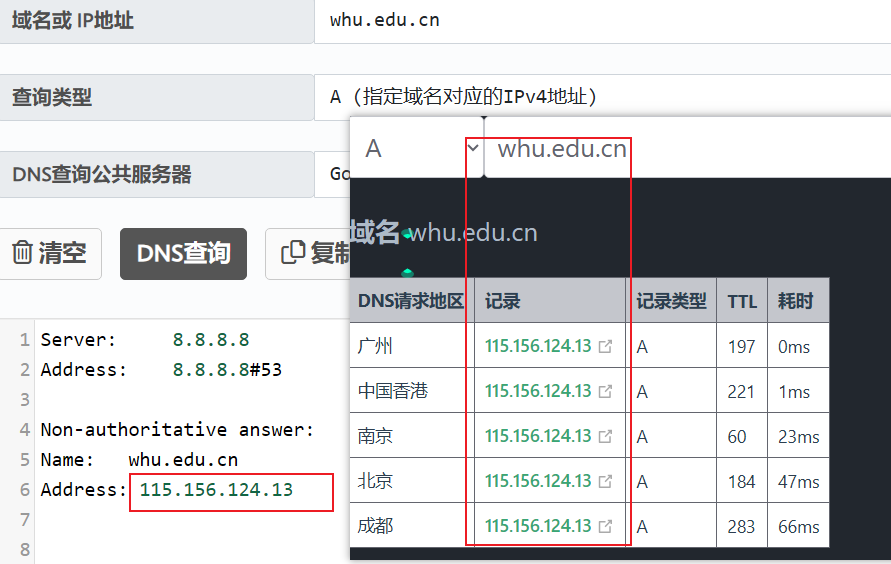 域名或 IP地址 whu.edu.cn
查询类型 A (指定域名对应的IPv4地址)
DNS查询公共服务器 Go
清空 DNS查询 复制
1 Server: 8.8.8.8
2 Address: 8.8.8.8#53
3
4 Non-authoritative answer:
5 Name: whu.edu.cn
6 Address: 115.156.124.13
7
8
A whu.edu.cn
域名 whu.edu.cn
DNS请求地区 记录 记录类型 TTL 耗时
广州 115.156.124.13 A 197 0ms
中国香港 115.156.124.13 A 221 1ms
南京 115.156.124.13 A 60 23ms
北京 115.156.124.13 A 184 47ms
成都 115.156.124.13 A 283 66ms